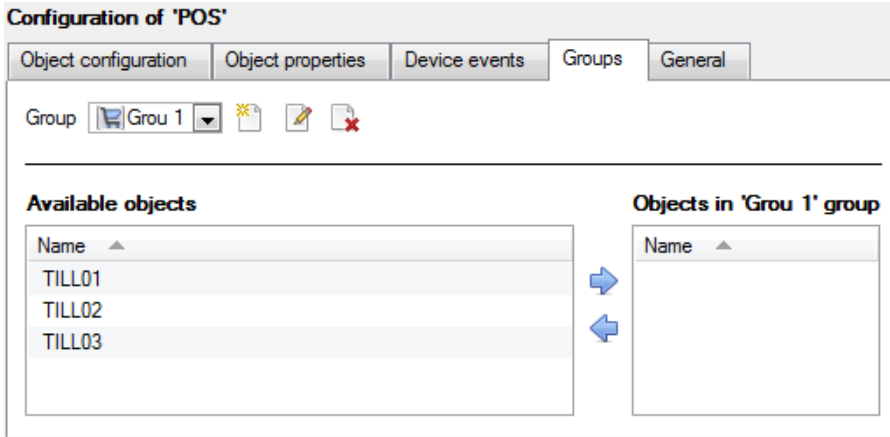 Configuration of 'POS'
Object configuration Object properties Device events Groups General
Group Grou 1
Available objects Objects in 'Grou 1' group
Name Name
TILL01
TILL02
TILL03